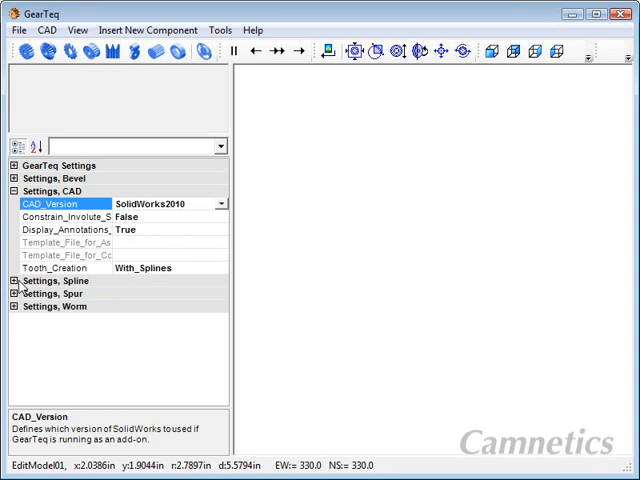 GearTeq
File CAD View Insert New Component Tools Help
GearTeq Settings
Settings, Bevel
Settings, CAD
CAD_Version SolidWorks2010
Constrain_Involute_S False
Display_Annotations_ True
Template_File_for_As
Template_File_for_Cc
Tooth_Creation With_Splines
Settings, Spline
Settings, Spur
Settings, Worm
CAD_Version
Defines which version of SolidWorks to used if
GearTeq is running as an add-on.
Camnetics
EditModel01, x:2.0386in y:1.9044in r:2.7897in d:5.5794in EW:= 330.0 NS:= 330.0